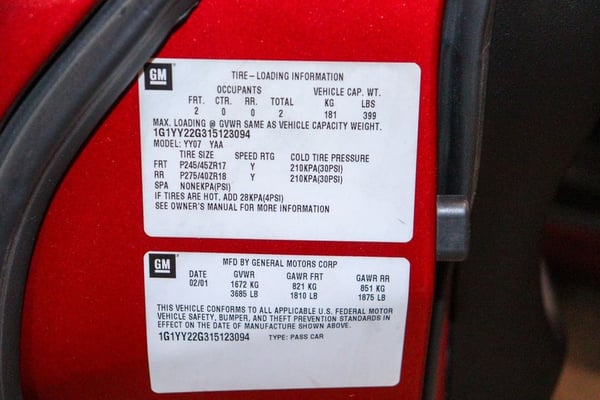 GM
TIRE-LOADING INFORMATION
OCCUPANTS VEHICLE CAP. WT.
FRT. CTR. RR. TOTAL KG LBS
2 0 0 2 181 399
MAX. LOADING @ GVWR SAME AS VEHICLE CAPACITY WEIGHT.
1G1YY22G315123094
MODEL: YY07 YAA
TIRE SIZE SPEED RTG COLD TIRE PRESSURE
FRT P245/45ZR17 Y 210KPA(30PSI)
RR P275/40ZR18 Y 210KPA(30PSI)
SPA NONEKPA(PSI)
IF TIRES ARE HOT, ADD 28KPA(4PSI)
SEE OWNER'S MANUAL FOR MORE INFORMATION
GM
MFD BY GENERAL MOTORS CORP
DATE GVWR GAWR FRT GAWR RR
02/01 1672 KG 821 KG 851 KG
3685 LB 1810 LB 1875 LB
THIS VEHICLE CONFORMS TO ALL APPLICABLE U.S. FEDERAL MOTOR
VEHICLE SAFETY, BUMPER, AND THEFT PREVENTION STANDARDS IN
EFFECT ON THE DATE OF MANUFACTURE SHOWN ABOVE.
1G1YY22G315123094 TYPE: PASS CAR